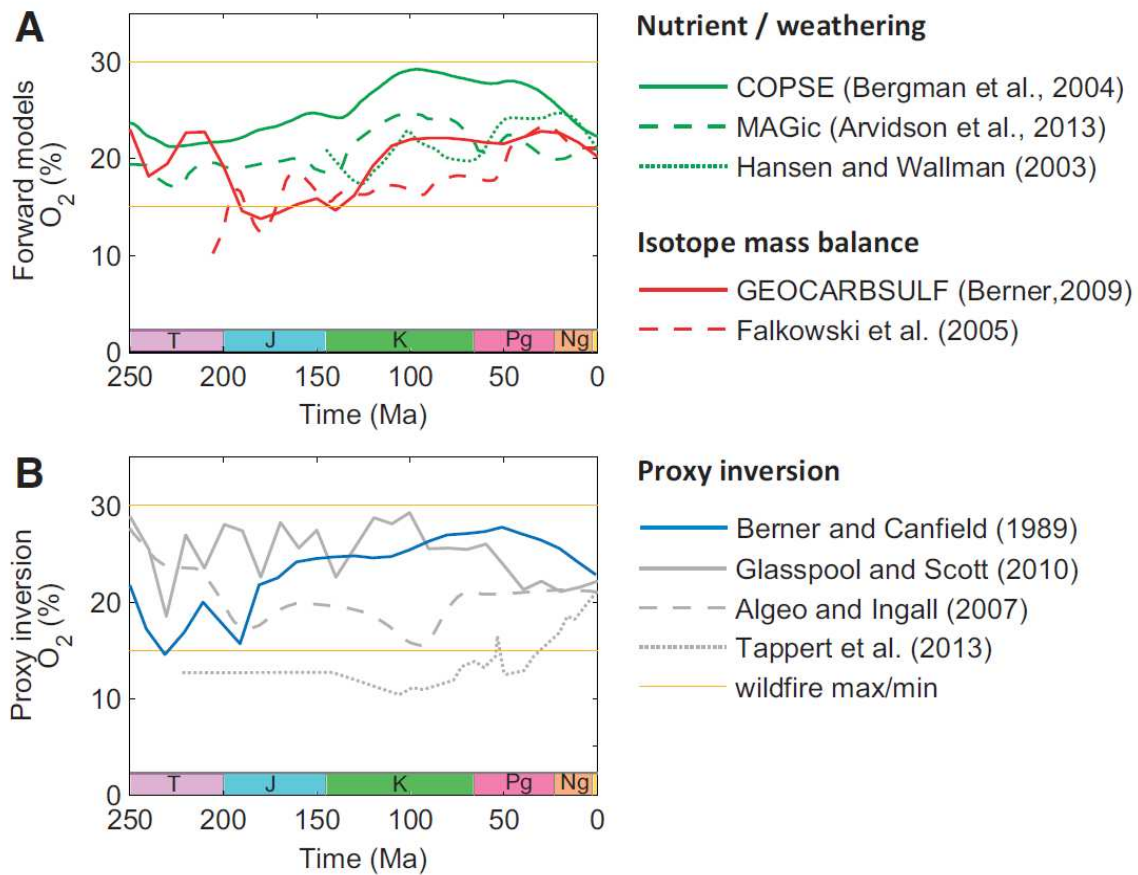 A
Forward models
O2 (%)
30
20
10
0
T J K Pg Ng
250 200 150 100 50 0
Time (Ma)
Nutrient / weathering
COPSE (Bergman et al., 2004)
MAGic (Arvidson et al., 2013)
Hansen and Wallman (2003)
Isotope mass balance
GEOCARBSULF (Berner,2009)
Falkowski et al. (2005)
B
Proxy inversion
O2 (%)
30
20
10
0
T J K Pg Ng
250 200 150 100 50 0
Time (Ma)
Proxy inversion
Berner and Canfield (1989)
Glasspool and Scott (2010)
Algeo and Ingall (2007)
Tappert et al. (2013)
wildfire max/min